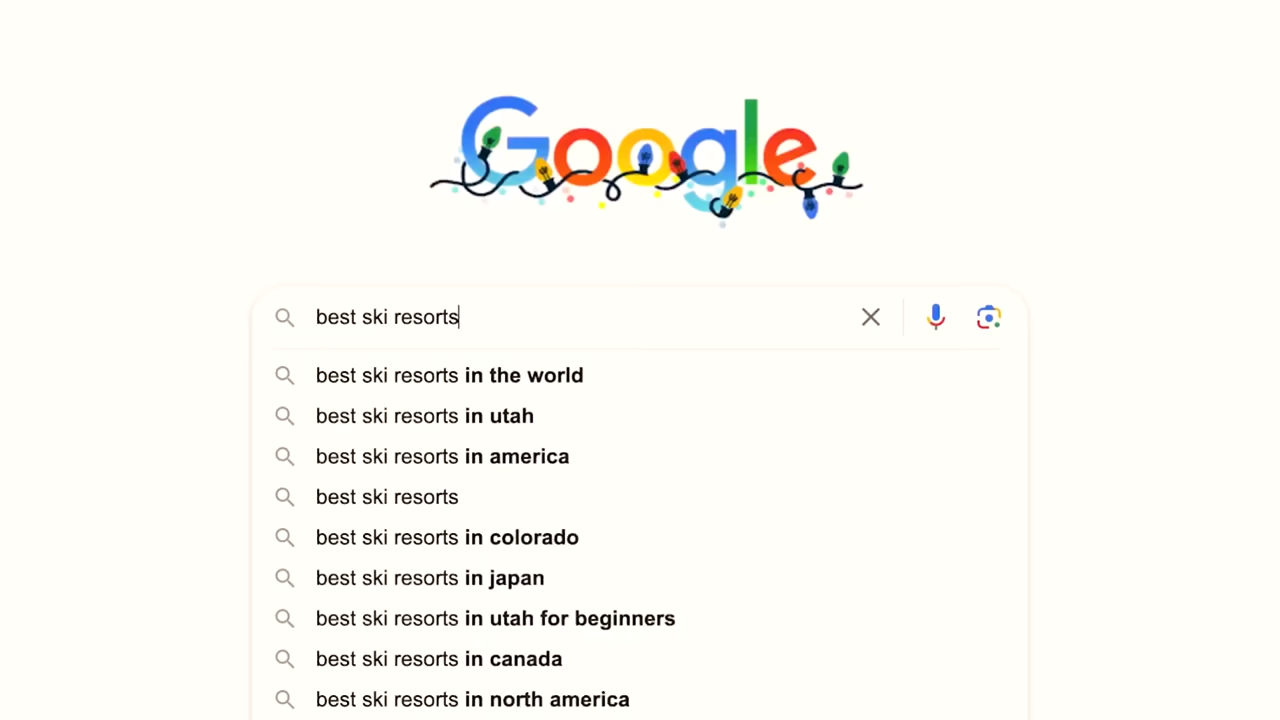 Google
best ski resorts
best ski resorts in the world
best ski resorts in utah
best ski resorts in america
best ski resorts
best ski resorts in colorado
best ski resorts in japan
best ski resorts in utah for beginners
best ski resorts in canada
best ski resorts in north america